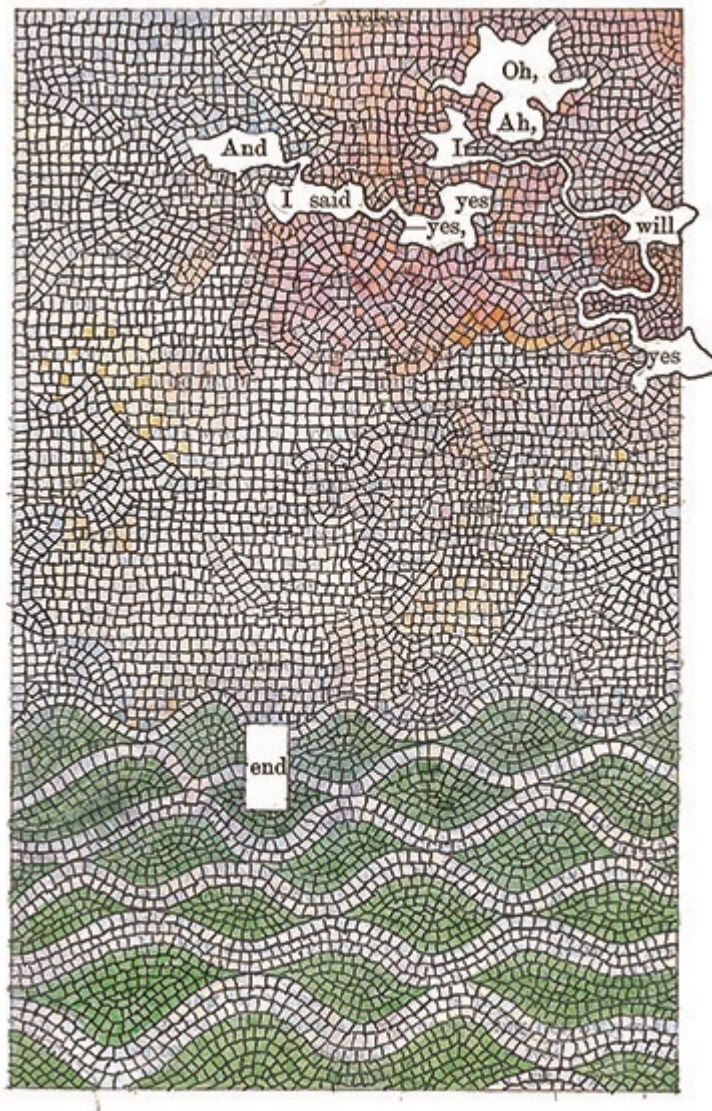 Oh,
Ah,
And I
I said yes
—yes, will
yes
end